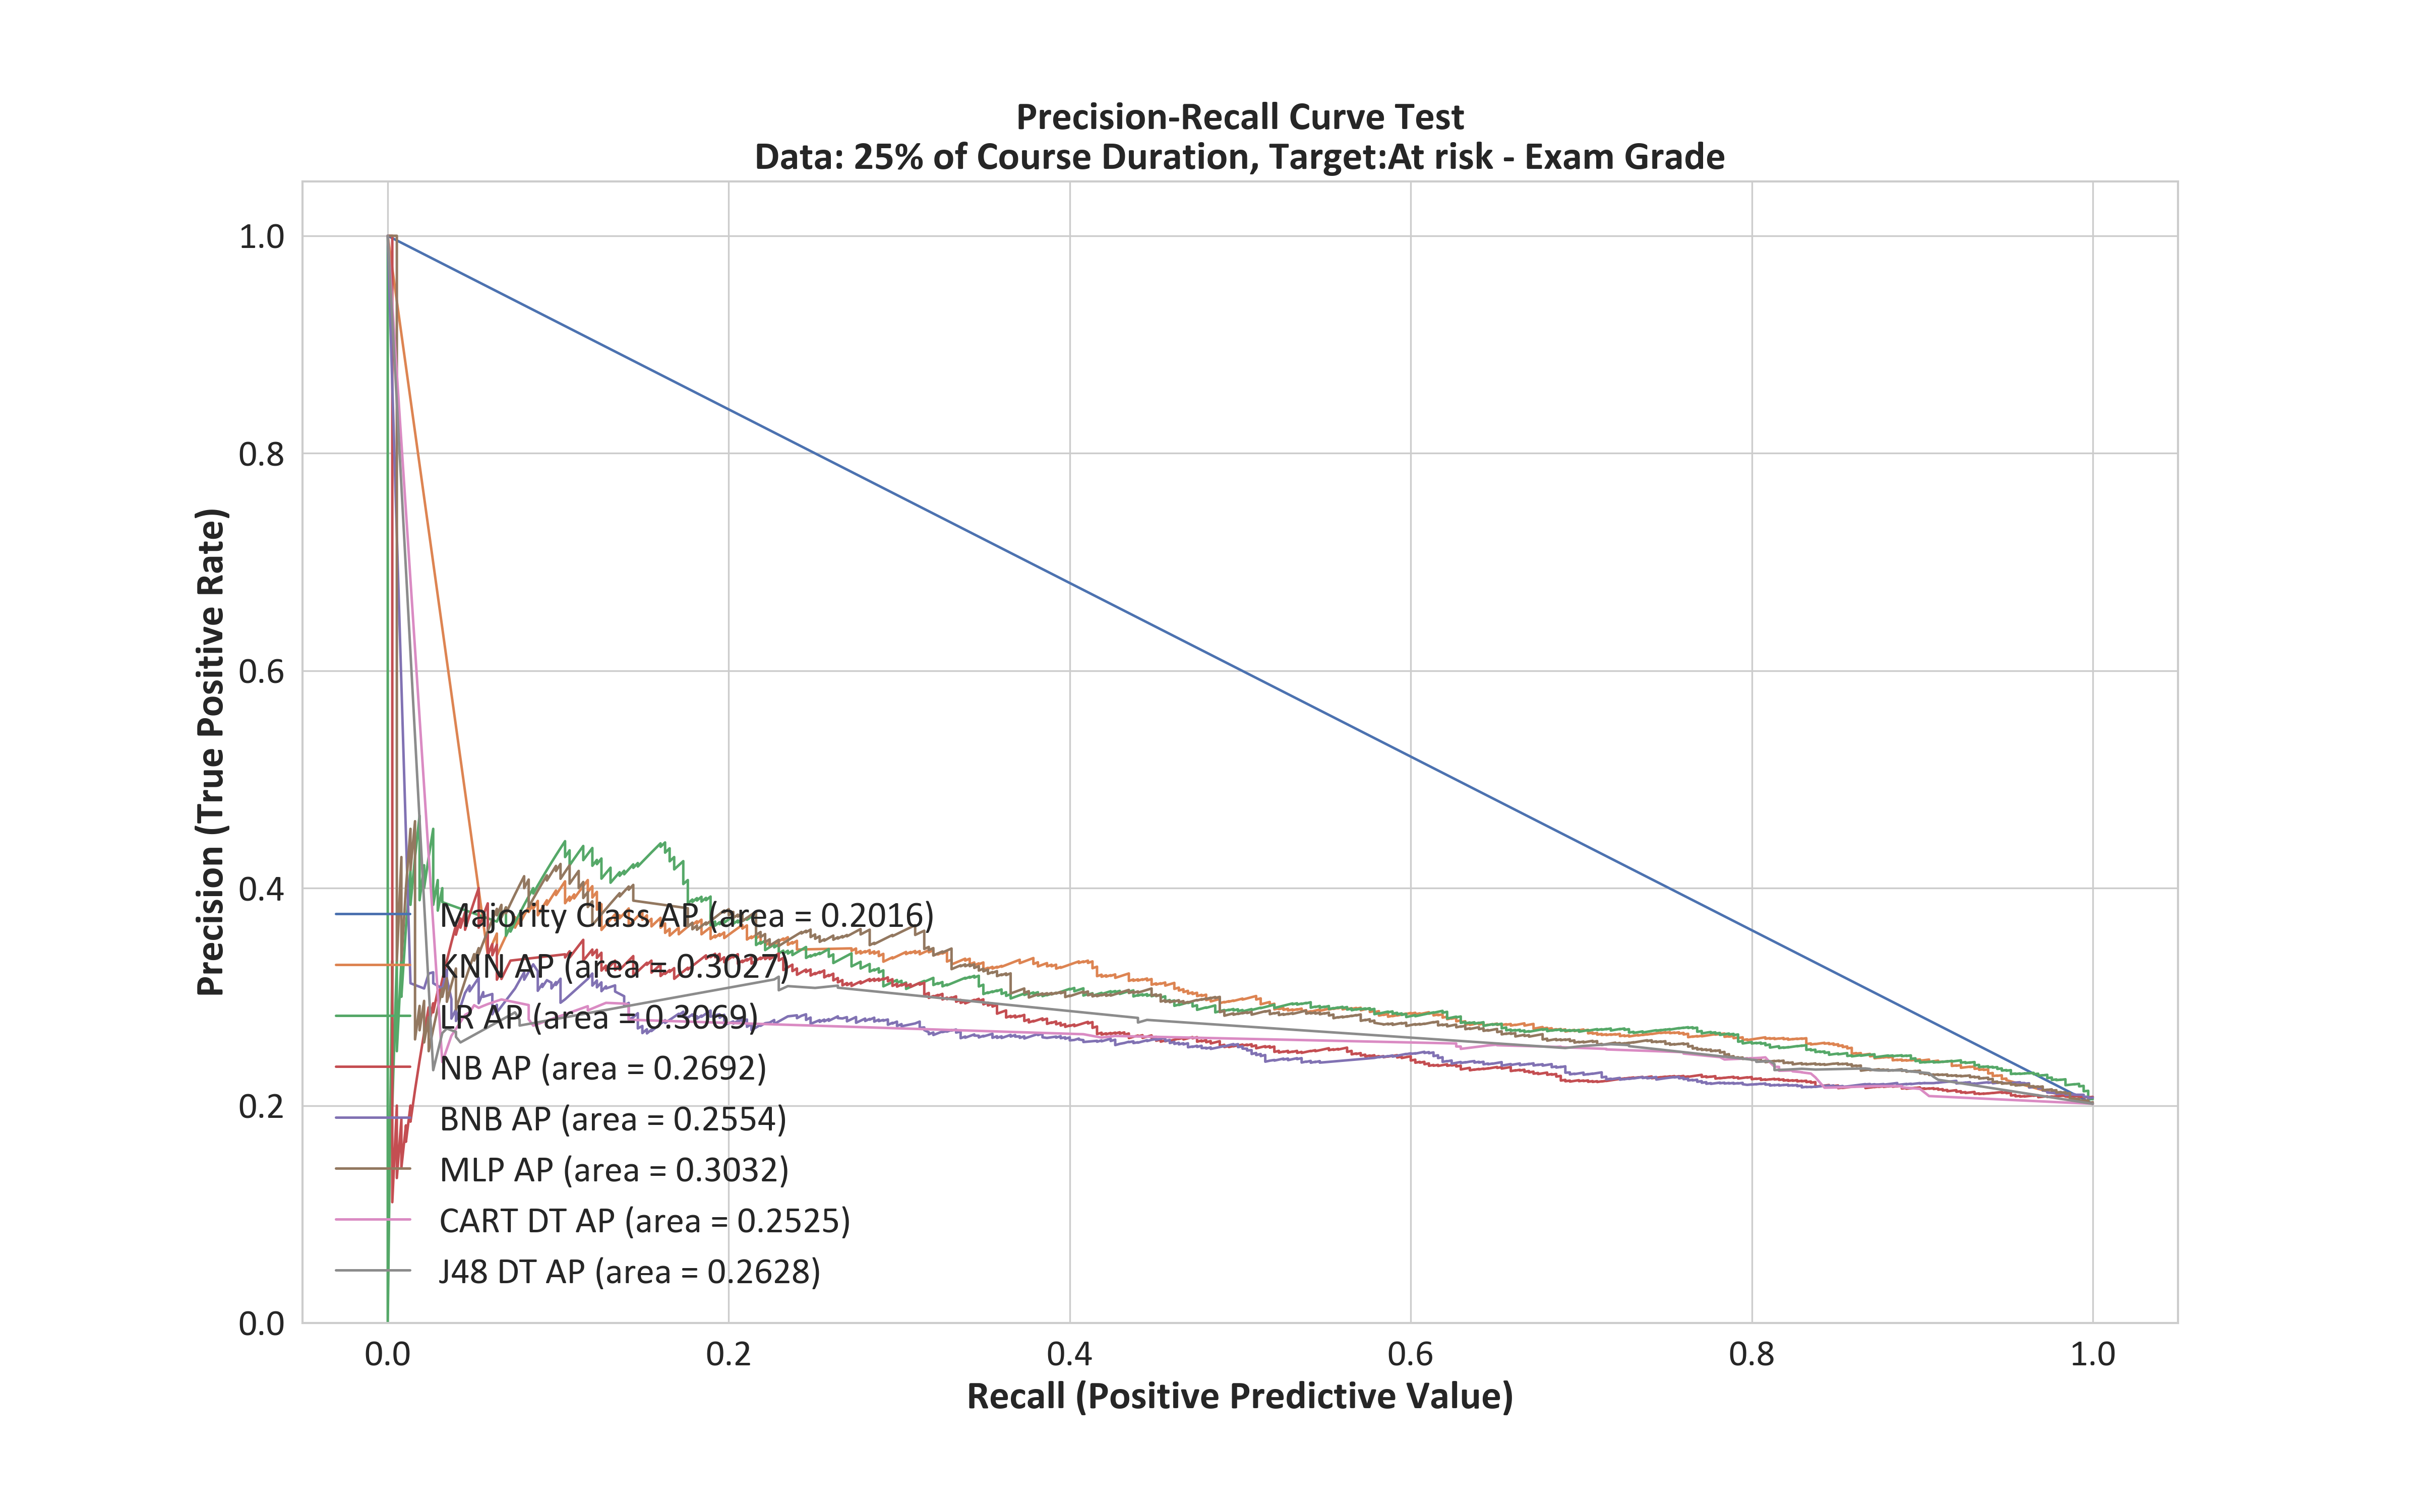 Precision-Recall Curve Test
Data: 25% of Course Duration, Target:At risk - Exam Grade
1.0
0.8
0.6
0.4
0.2
0.0
Precision (True Positive Rate)
Majority Class AP (area = 0.2016)
KNN AP (area = 0.3027)
LR AP (area = 0.3069)
NB AP (area = 0.2692)
BNB AP (area = 0.2554)
MLP AP (area = 0.3032)
CART DT AP (area = 0.2525)
J48 DT AP (area = 0.2628)
0.0 0.2 0.4 0.6 0.8 1.0
Recall (Positive Predictive Value)